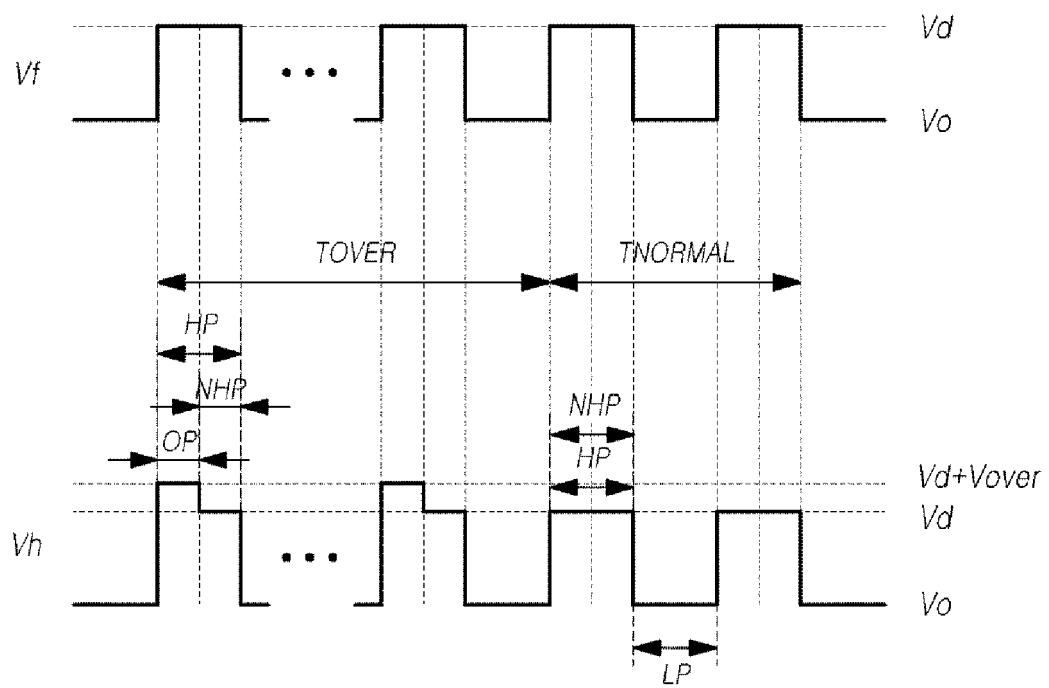 Vf
Vd
Vo
TOVER
TNORMAL
HP
NHP
OP
NHP
HP
Vd+Vover
Vd
Vh
Vo
LP